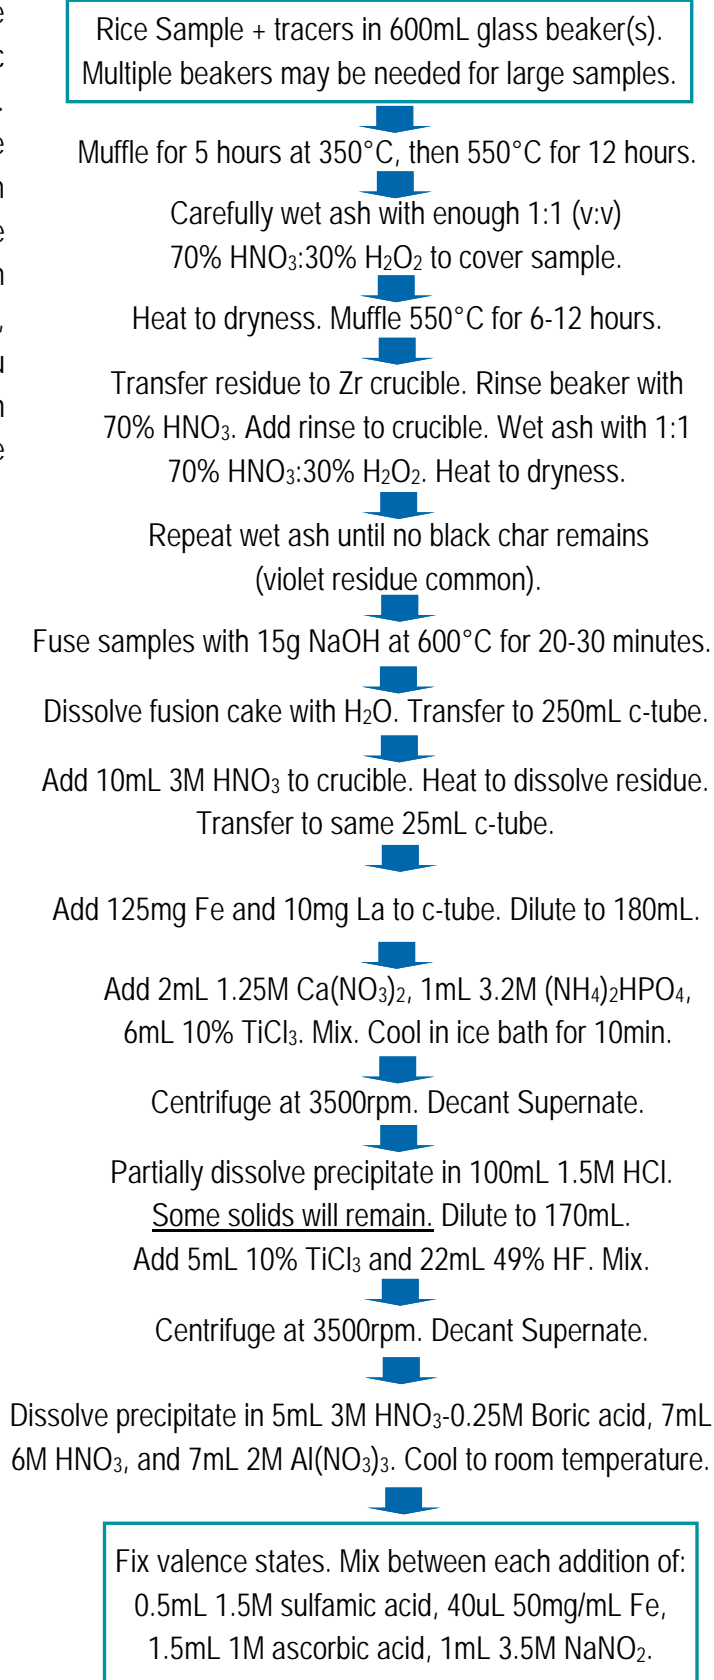 Rice Sample + tracers in 600mL glass beaker(s).
Multiple beakers may be needed for large samples.
Muffle for 5 hours at 350°C, then 550°C for 12 hours.
Carefully wet ash with enough 1:1 (v:v)
70% HNO₃:30% H₂O₂ to cover sample.
Heat to dryness. Muffle 550°C for 6-12 hours.
Transfer residue to Zr crucible. Rinse beaker with
70% HNO₃. Add rinse to crucible. Wet ash with 1:1
70% HNO₃:30% H₂O₂. Heat to dryness.
Repeat wet ash until no black char remains
(violet residue common).
Fuse samples with 15g NaOH at 600°C for 20-30 minutes.
Dissolve fusion cake with H₂O. Transfer to 250mL c-tube.
Add 10mL 3M HNO₃ to crucible. Heat to dissolve residue.
Transfer to same 25mL c-tube.
Add 125mg Fe and 10mg La to c-tube. Dilute to 180mL.
Add 2mL 1.25M Ca(NO₃)₂, 1mL 3.2M (NH₄)₂HPO₄,
6mL 10% TiCl₃. Mix. Cool in ice bath for 10min.
Centrifuge at 3500rpm. Decant Supernate.
Partially dissolve precipitate in 100mL 1.5M HCl.
Some solids will remain. Dilute to 170mL.
Add 5mL 10% TiCl₃ and 22mL 49% HF. Mix.
Centrifuge at 3500rpm. Decant Supernate.
Dissolve precipitate in 5mL 3M HNO₃-0.25M Boric acid, 7mL
6M HNO₃, and 7mL 2M Al(NO₃)₃. Cool to room temperature.
Fix valence states. Mix between each addition of:
0.5mL 1.5M sulfamic acid, 40uL 50mg/mL Fe,
1.5mL 1M ascorbic acid, 1mL 3.5M NaNO₂.